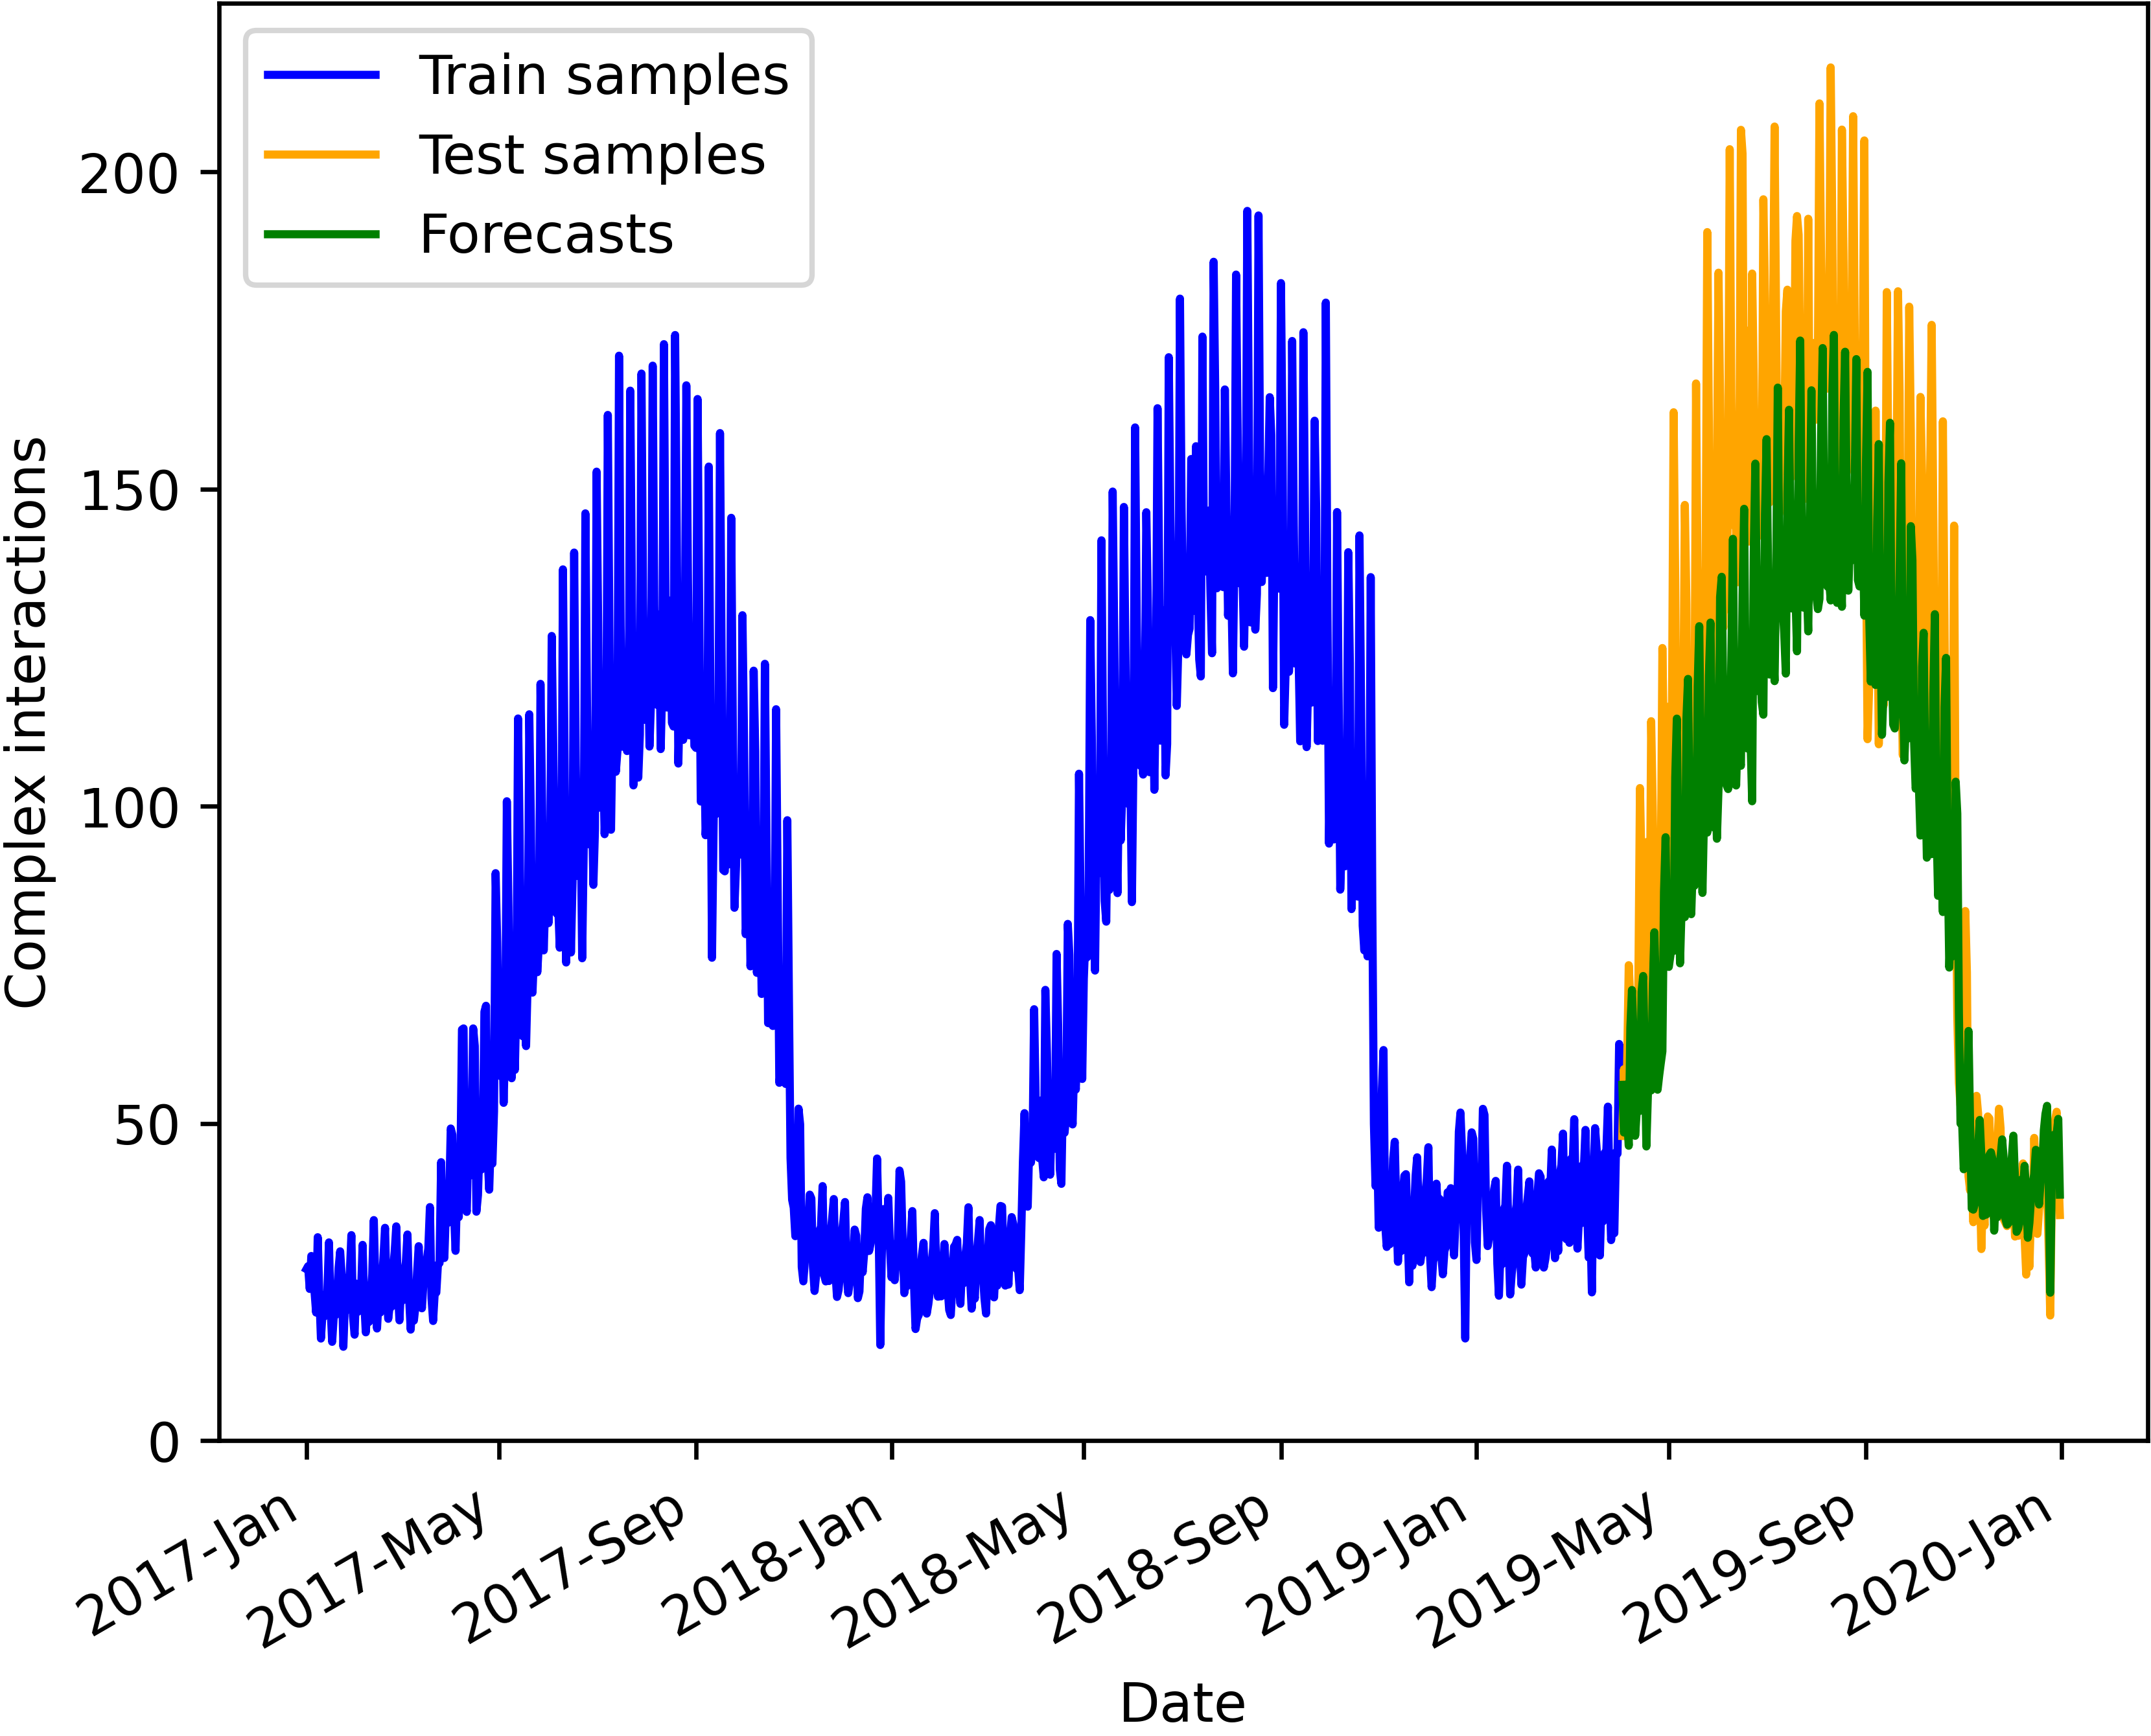 Train samples
Test samples
Forecasts
200
150
100
50
0
Complex interactions
2017-Jan
2017-May
2017-Sep
2018-Jan
2018-May
2018-Sep
2019-Jan
2019-May
2019-Sep
2020-Jan
Date